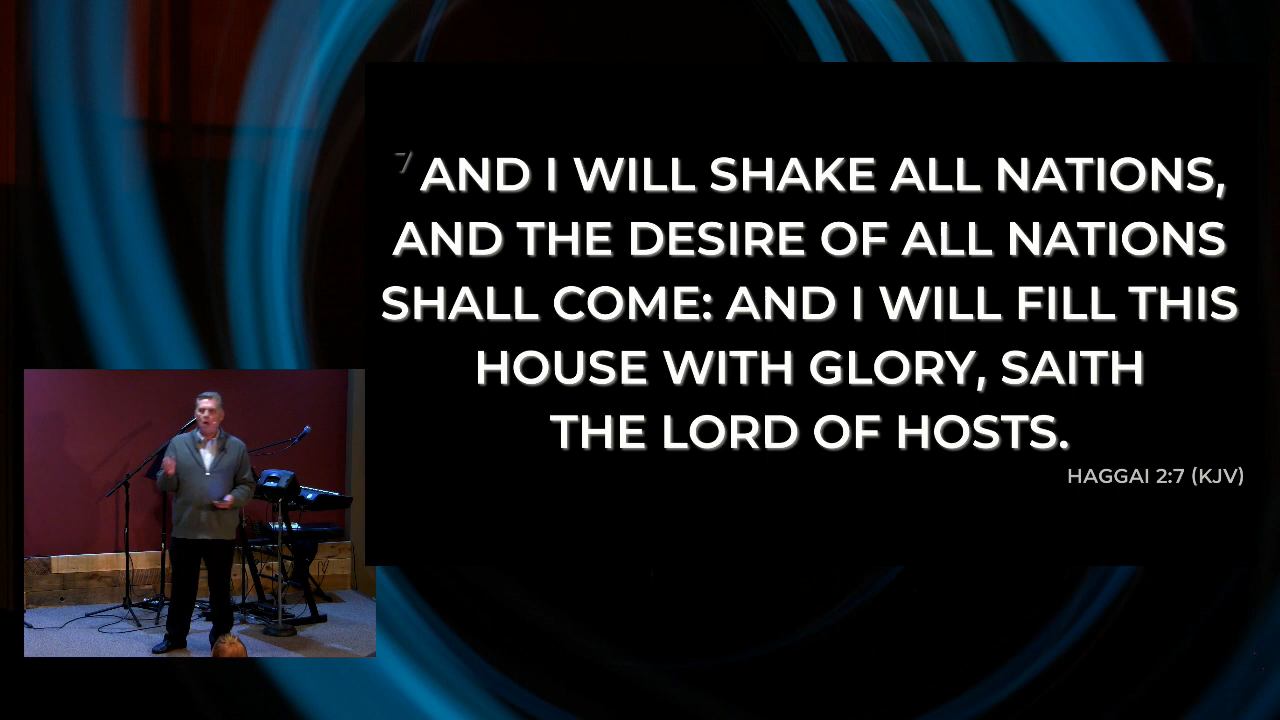 7 AND I WILL SHAKE ALL NATIONS,
AND THE DESIRE OF ALL NATIONS
SHALL COME: AND I WILL FILL THIS
HOUSE WITH GLORY, SAITH
THE LORD OF HOSTS.
HAGGAI 2:7 (KJV)